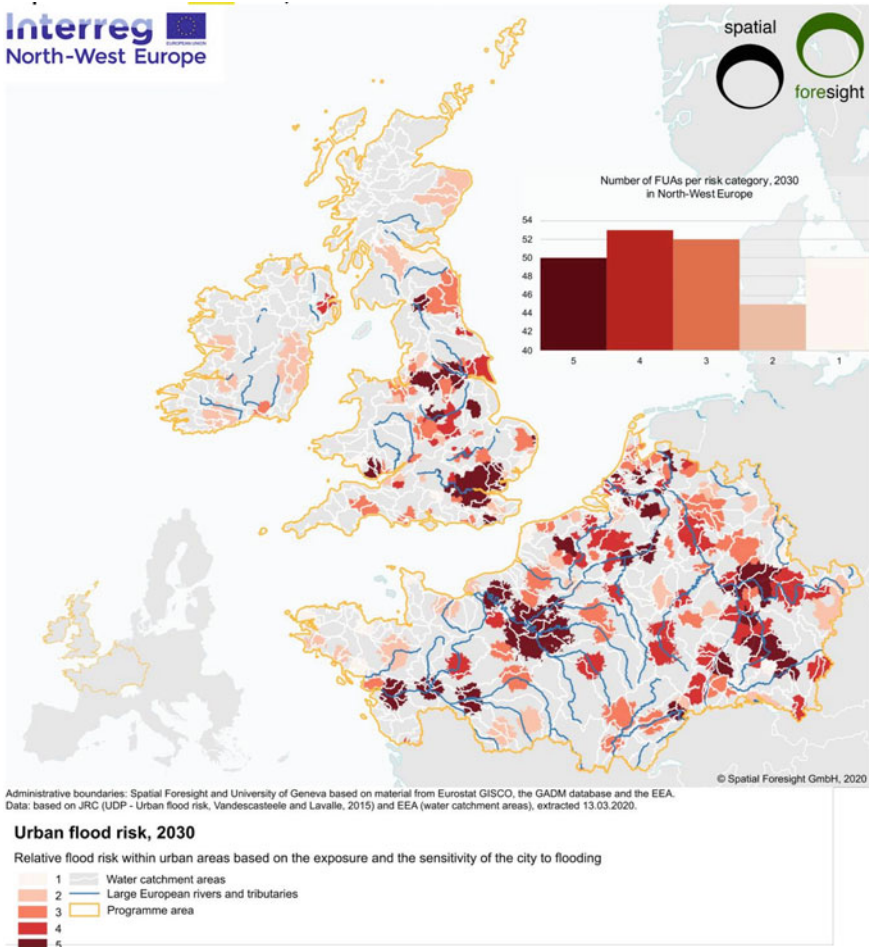 Interreg
EUROPEAN UNION
North-West Europe
spatial
foresight
Number of FUAs per risk category, 2030
in North-West Europe
54
52
50
48
46
44
42
40
5 4 3 2 1
© Spatial Foresight GmbH, 2020
Administrative boundaries: Spatial Foresight and University of Geneva based on material from Eurostat GISCO, the GADM database and the EEA.
Data: based on JRC (UDP - Urban flood risk, Vandescasteele and Lavalle, 2015) and EEA (water catchment areas), extracted 13.03.2020.
Urban flood risk, 2030
Relative flood risk within urban areas based on the exposure and the sensitivity of the city to flooding
1 Water catchment areas
2 Large European rivers and tributaries
3 Programme area
4
5